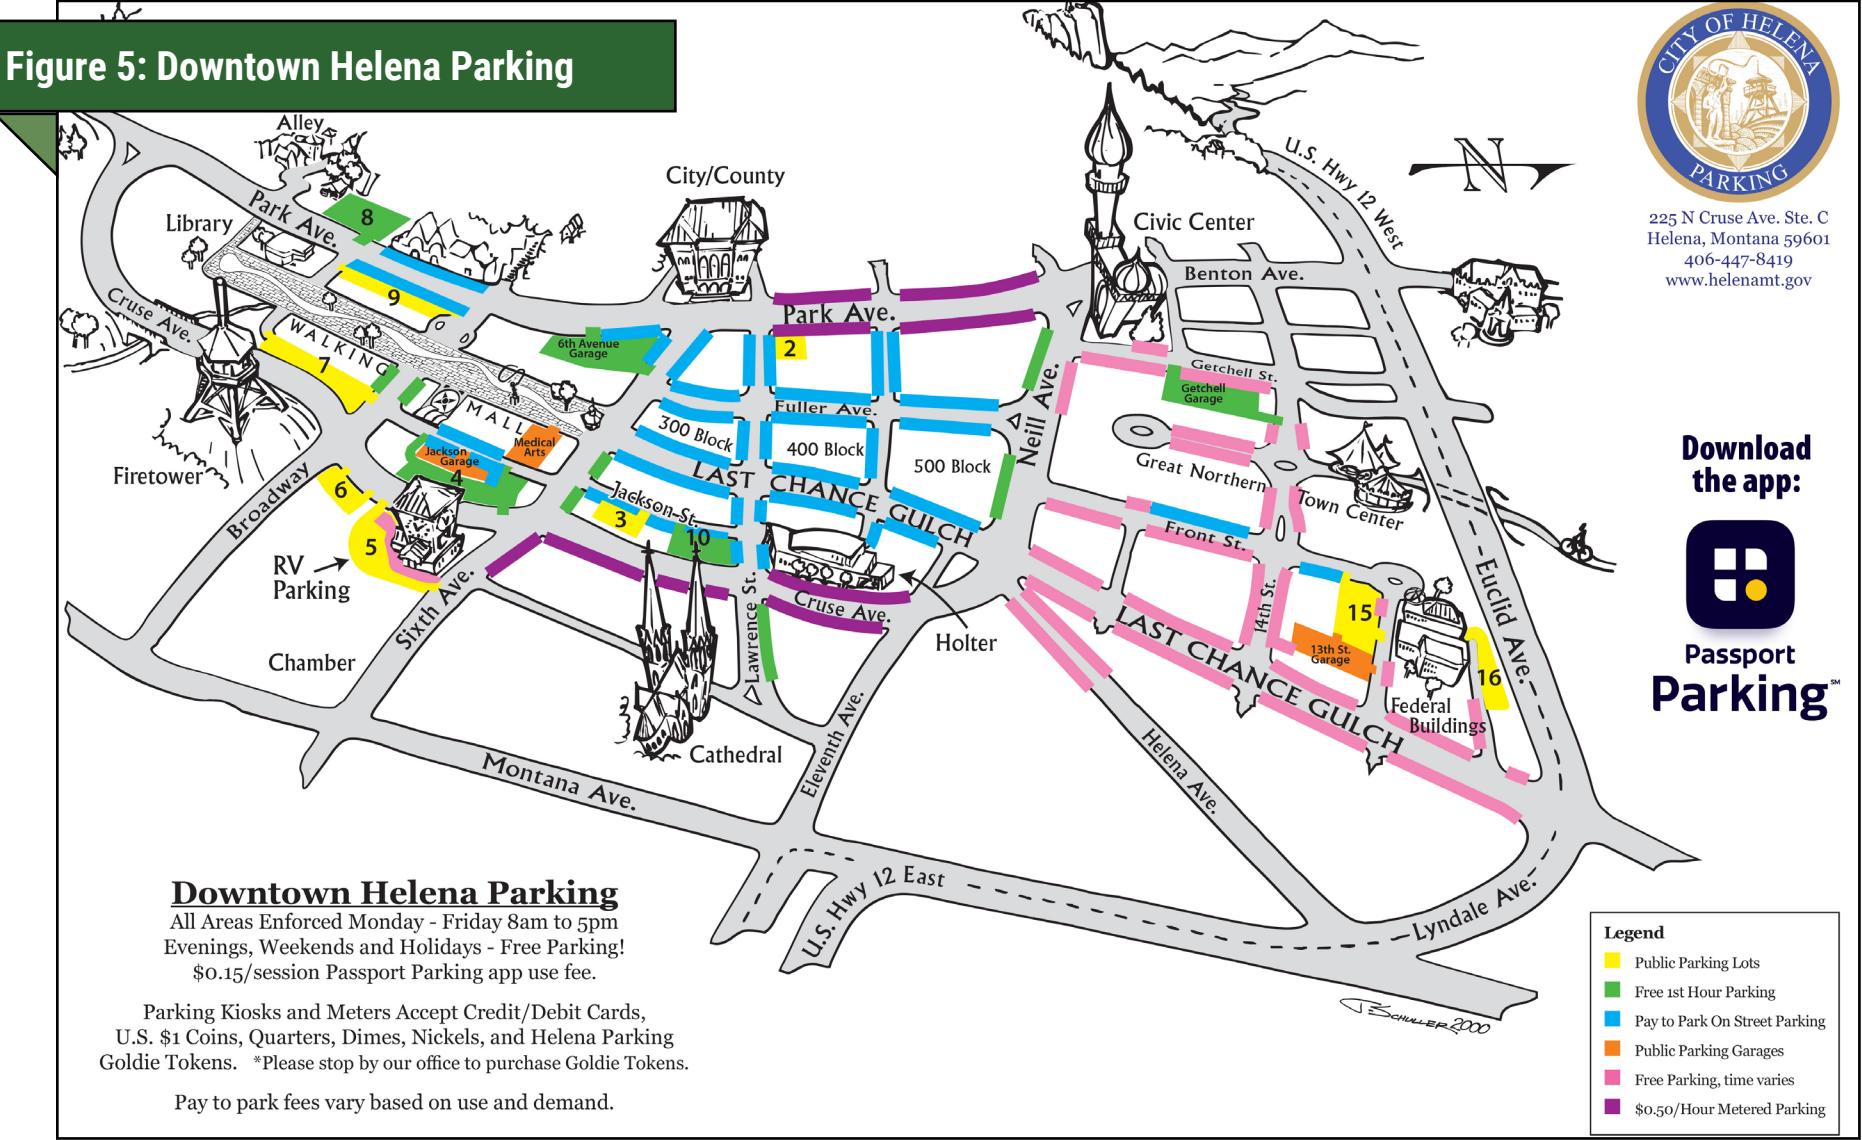 Figure 5: Downtown Helena Parking
CITY OF HELENA
PARKING
225 N Cruse Ave. Ste. C
Helena, Montana 59601
406-447-8419
www.helenamt.gov
Download
the app:
Passport
Parking℠
N
Alley
Park Ave.
8
Library
9
Cruse Ave.
WALKING
MALL
7
Firetower
Broadway
6
5
RV
Parking
Chamber
Sixth Ave.
Jackson
Garage
4
Medical
Arts
6th Avenue
Garage
City/County
Park Ave.
2
Fuller Ave.
300 Block
400 Block
500 Block
LAST CHANCE GULCH
Jackson St.
3
10
Lawrence St.
Cruse Ave.
Holter
Cathedral
Eleventh Ave.
Montana Ave.
U.S. Hwy 12 East
Civic Center
U.S. Hwy 12 West
Benton Ave.
Neill Ave.
Getchell St.
Getchell
Garage
Great Northern
Town Center
Front St.
14th St.
15
13th St.
Garage
16
Federal
Buildings
LAST CHANCE GULCH
Helena Ave.
Euclid Ave.
Lyndale Ave.
Schuller 2000
Downtown Helena Parking
All Areas Enforced Monday - Friday 8am to 5pm
Evenings, Weekends and Holidays - Free Parking!
$0.15/session Passport Parking app use fee.
Parking Kiosks and Meters Accept Credit/Debit Cards,
U.S. $1 Coins, Quarters, Dimes, Nickels, and Helena Parking
Goldie Tokens. *Please stop by our office to purchase Goldie Tokens.
Pay to park fees vary based on use and demand.
Legend
Public Parking Lots
Free 1st Hour Parking
Pay to Park On Street Parking
Public Parking Garages
Free Parking, time varies
$0.50/Hour Metered Parking